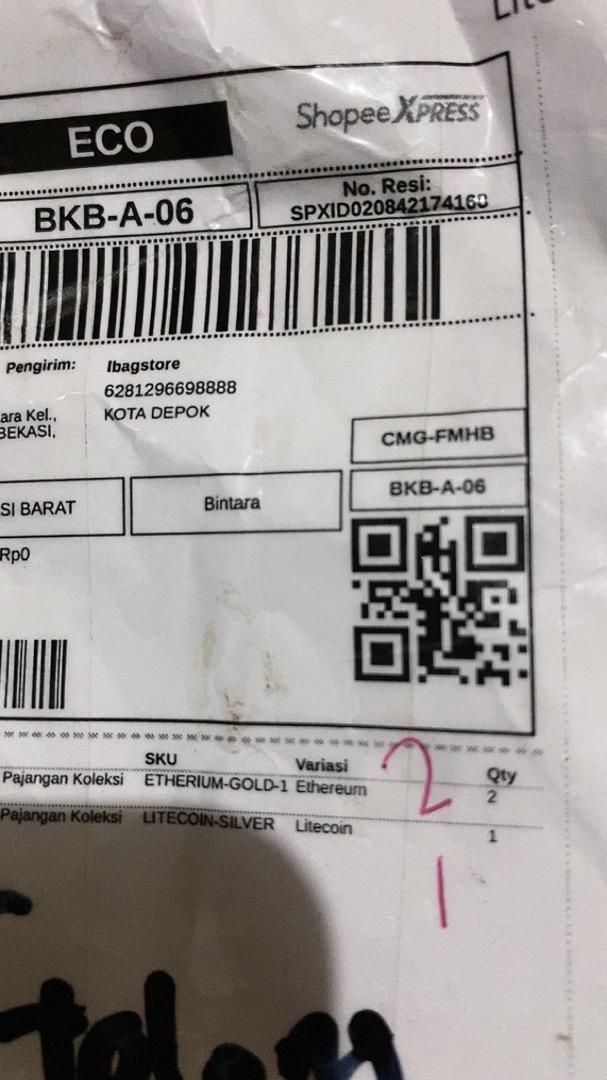 ECO
Shopee XPRESS
BKB-A-06
No. Resi:
SPXID020842174160
Pengirim: Ibagstore
6281296698888
ara Kel., KOTA DEPOK
BEKASI,
CMG-FMHB
SI BARAT
Bintara
BKB-A-06
Rp0
SKU Variasi Qty
Pajangan Koleksi ETHERIUM-GOLD-1 Ethereum 2
Pajangan Koleksi LITECOIN-SILVER Litecoin 1
2
1